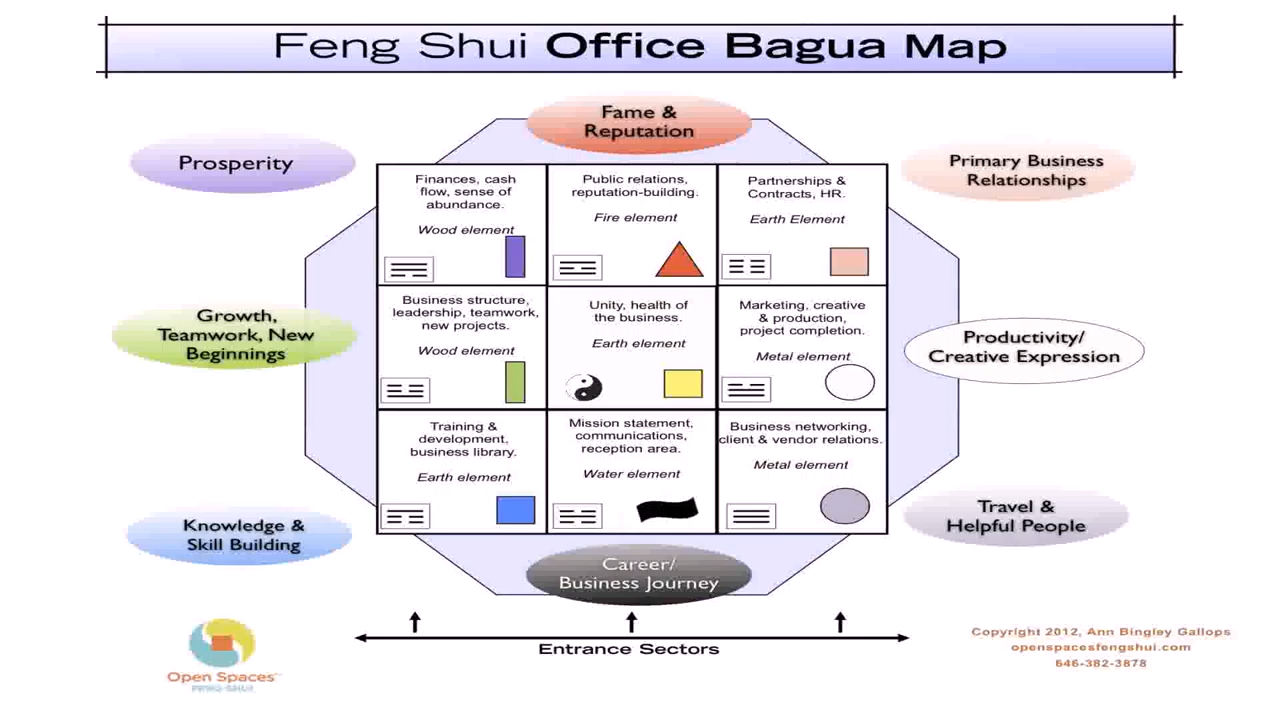 Feng Shui Office Bagua Map
Fame &
Reputation
Prosperity
Primary Business
Relationships
Finances, cash
flow, sense of
abundance.
Wood element
Public relations,
reputation-building.
Fire element
Partnerships &
Contracts, HR.
Earth Element
Growth,
Teamwork, New
Beginnings
Business structure,
leadership, teamwork,
new projects.
Wood element
Unity, health of
the business.
Earth element
Marketing, creative
& production,
project completion.
Metal element
Productivity/
Creative Expression
Knowledge &
Skill Building
Training &
development,
business library.
Earth element
Mission statement,
communications,
reception area.
Water element
Business networking,
client & vendor relations.
Metal element
Travel &
Helpful People
Career/
Business Journey
Entrance Sectors
Open Spaces
FENG SHUI
Copyright 2012, Ann Bingley Gallops
openspacesfengshui.com
646-382-3878